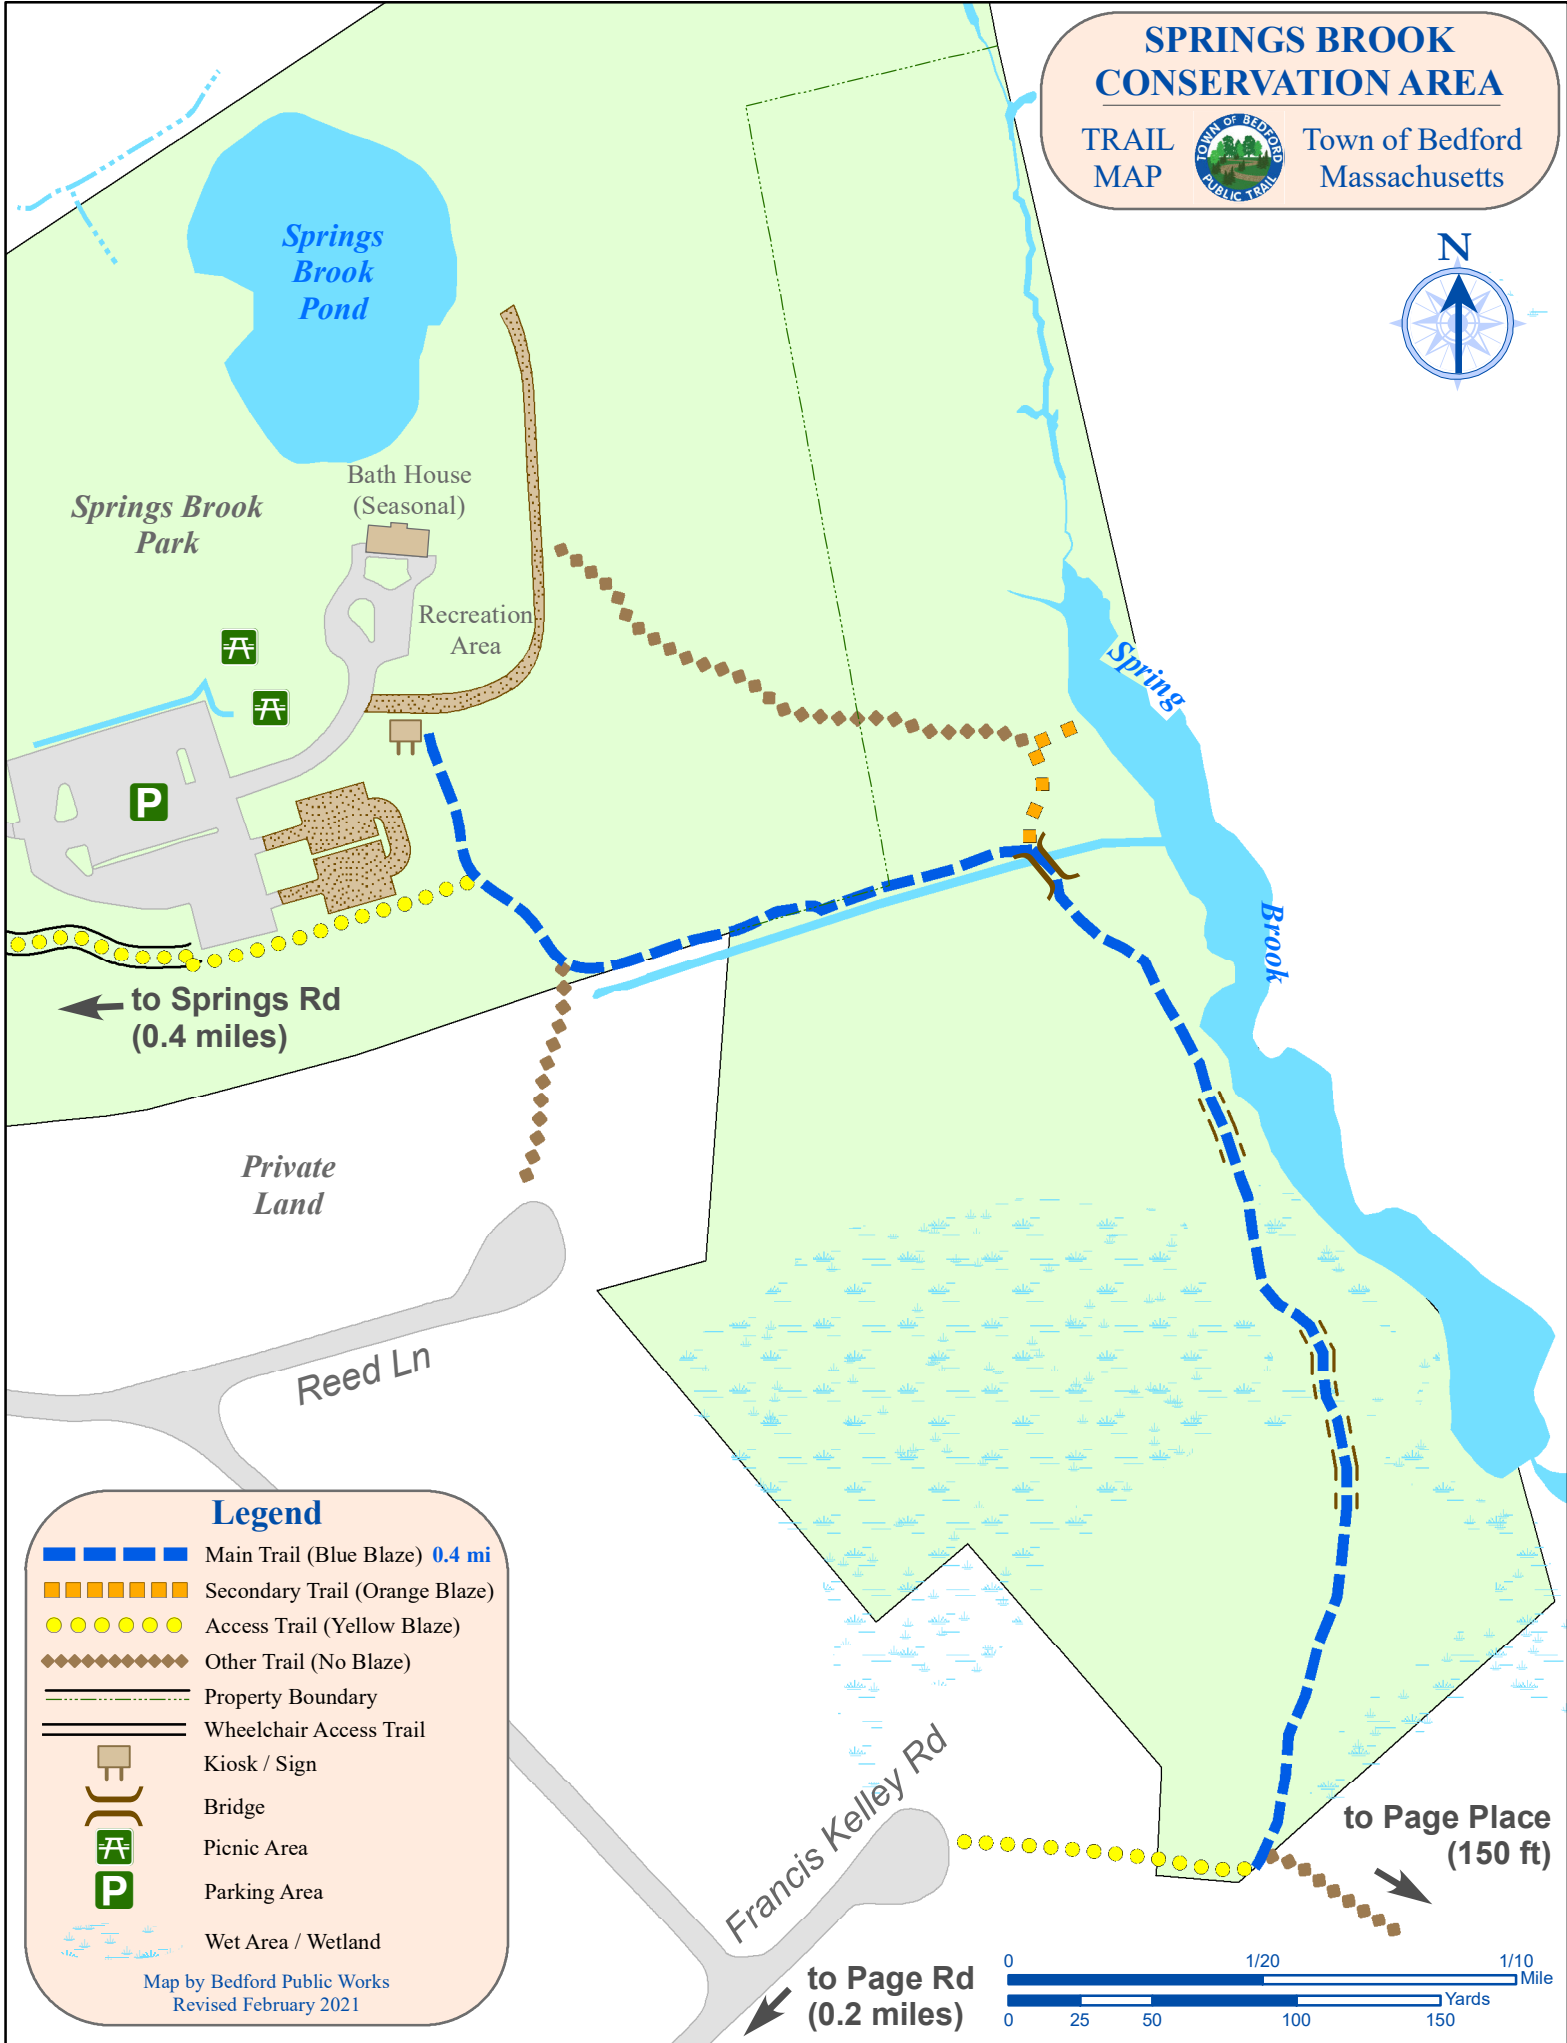 SPRINGS BROOK
CONSERVATION AREA
TRAIL
MAP
TOWN OF BEDFORD
PUBLIC TRAIL
Town of Bedford
Massachusetts
N
Springs
Brook
Pond
Bath House
(Seasonal)
Springs Brook
Park
Recreation
Area
Spring
P
Brook
to Springs Rd
(0.4 miles)
Private
Land
Reed Ln
Legend
Main Trail (Blue Blaze) 0.4 mi
Secondary Trail (Orange Blaze)
Access Trail (Yellow Blaze)
Other Trail (No Blaze)
Property Boundary
Wheelchair Access Trail
Kiosk / Sign
Bridge
Picnic Area
P Parking Area
Wet Area / Wetland
Map by Bedford Public Works
Revised February 2021
Francis Kelley Rd
to Page Place
(150 ft)
to Page Rd
(0.2 miles)
0 1/20 1/10
Mile
Yards
0 25 50 100 150